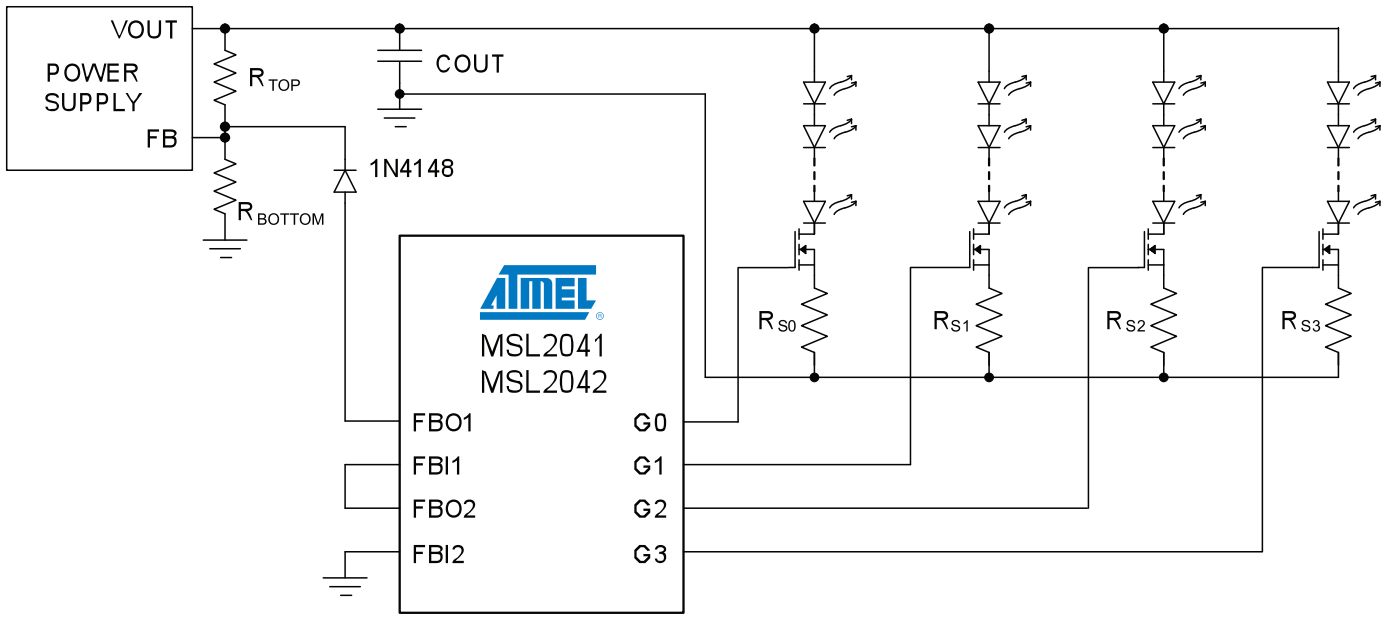 VOUT
POWER
SUPPLY
FB
RTOP
COUT
1N4148
RBOTTOM
ATMEL
®
MSL2041
MSL2042
FBO1
FBI1
FBO2
FBI2
G0
G1
G2
G3
RS0
RS1
RS2
RS3